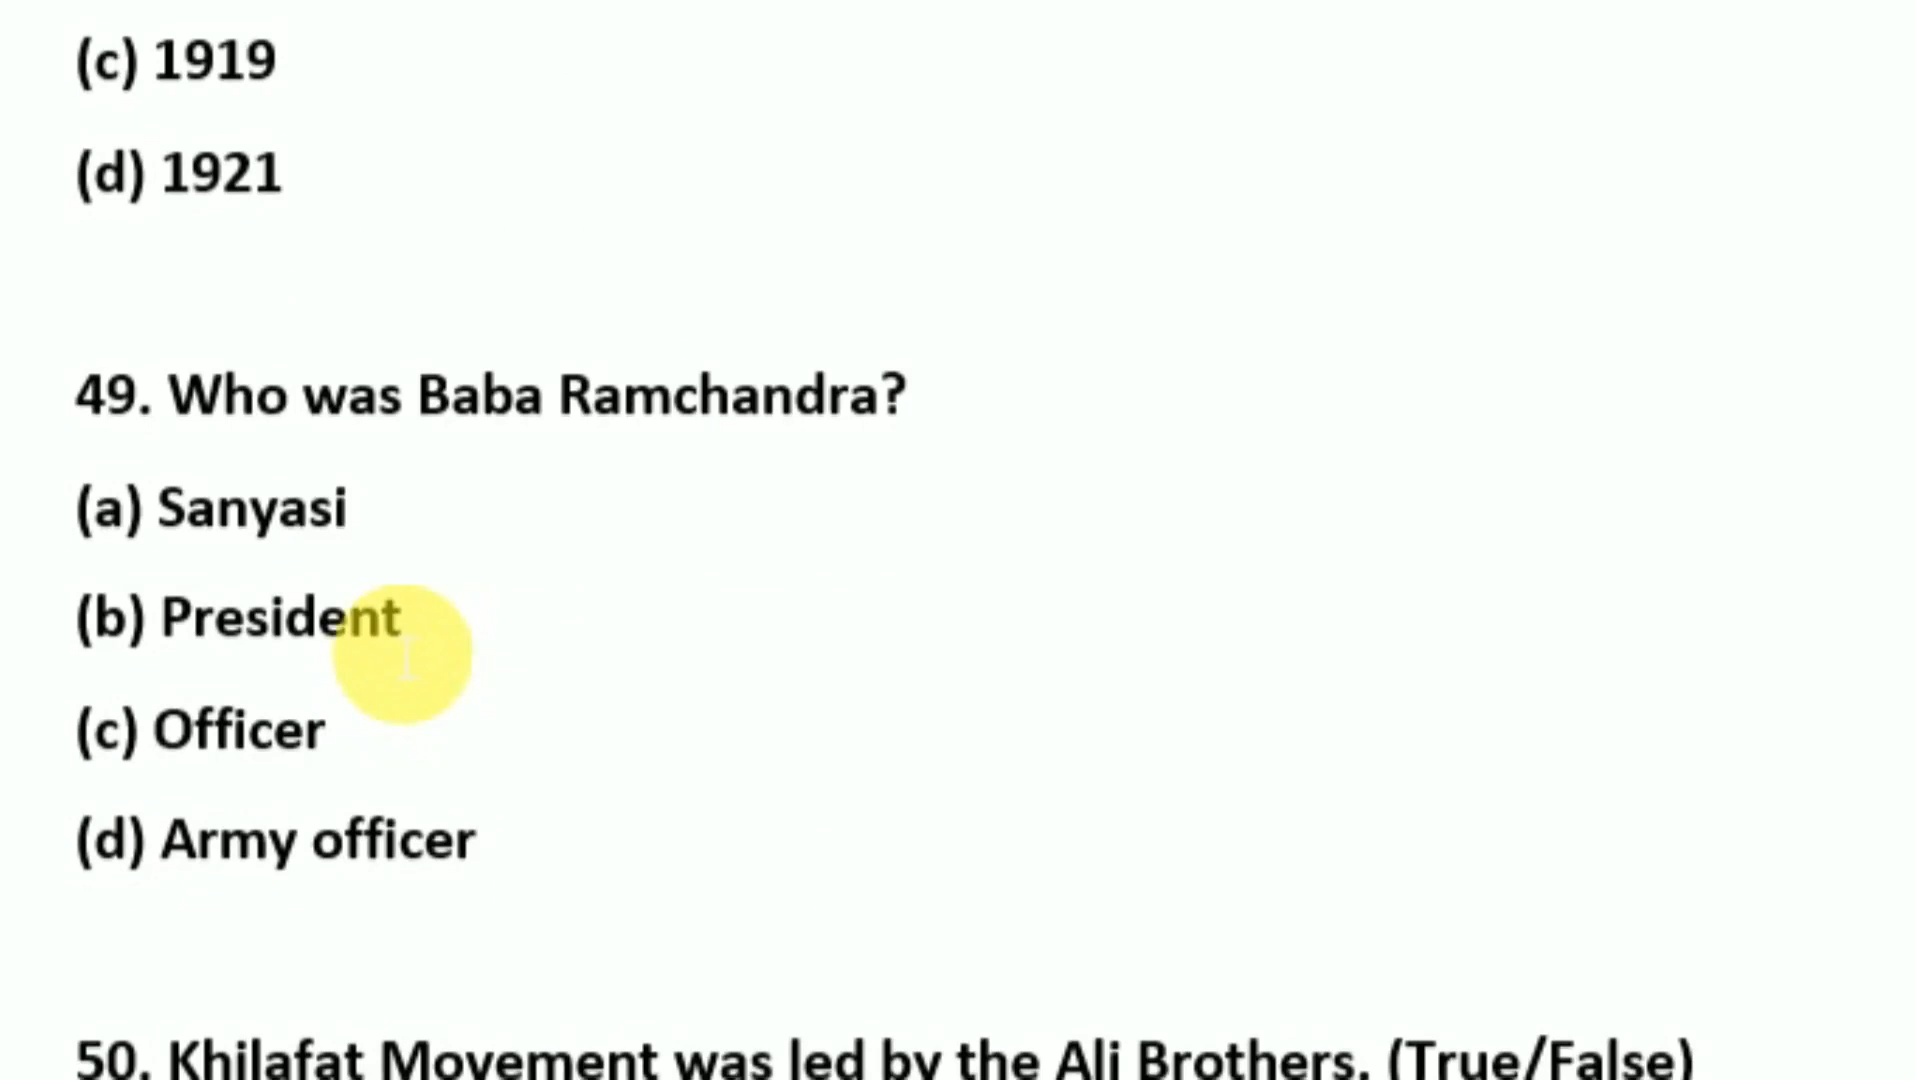 (c) 1919
(d) 1921
49. Who was Baba Ramchandra?
(a) Sanyasi
(b) President
(c) Officer
(d) Army officer
50. Khilafat Movement was led by the Ali Brothers. (True/False)